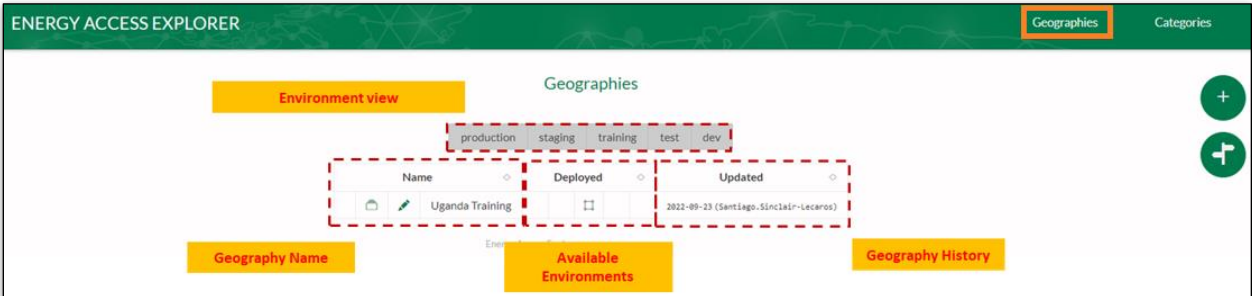 ENERGY ACCESS EXPLORER
Geographies
Categories
Geographies
Environment view
+
production staging training test dev
Name Deployed Updated
Uganda Training 2022-09-23 (Santiago.Sinclair-Lecaros)
Geography Name
Available
Environments
Geography History